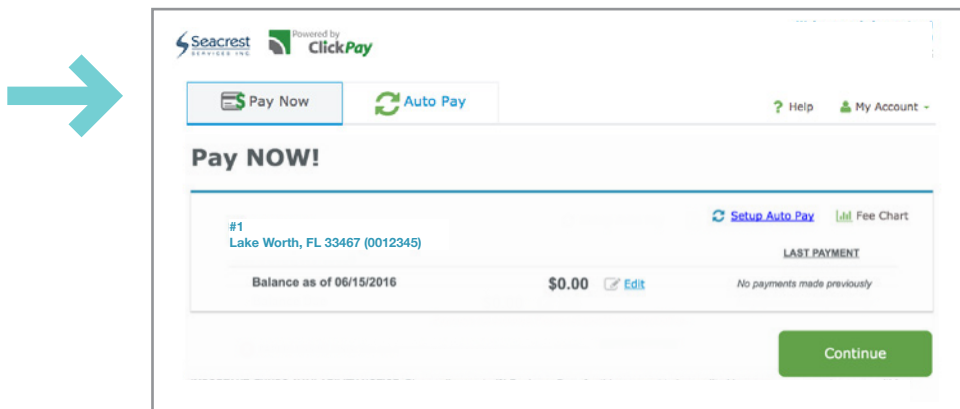 Seacrest
SERVICES INC
Powered by
ClickPay
Pay Now
Auto Pay
? Help
My Account
Pay NOW!
Setup Auto Pay
Fee Chart
#1
Lake Worth, FL 33467 (0012345)
LAST PAYMENT
Balance as of 06/15/2016
$0.00
Edit
No payments made previously
Continue